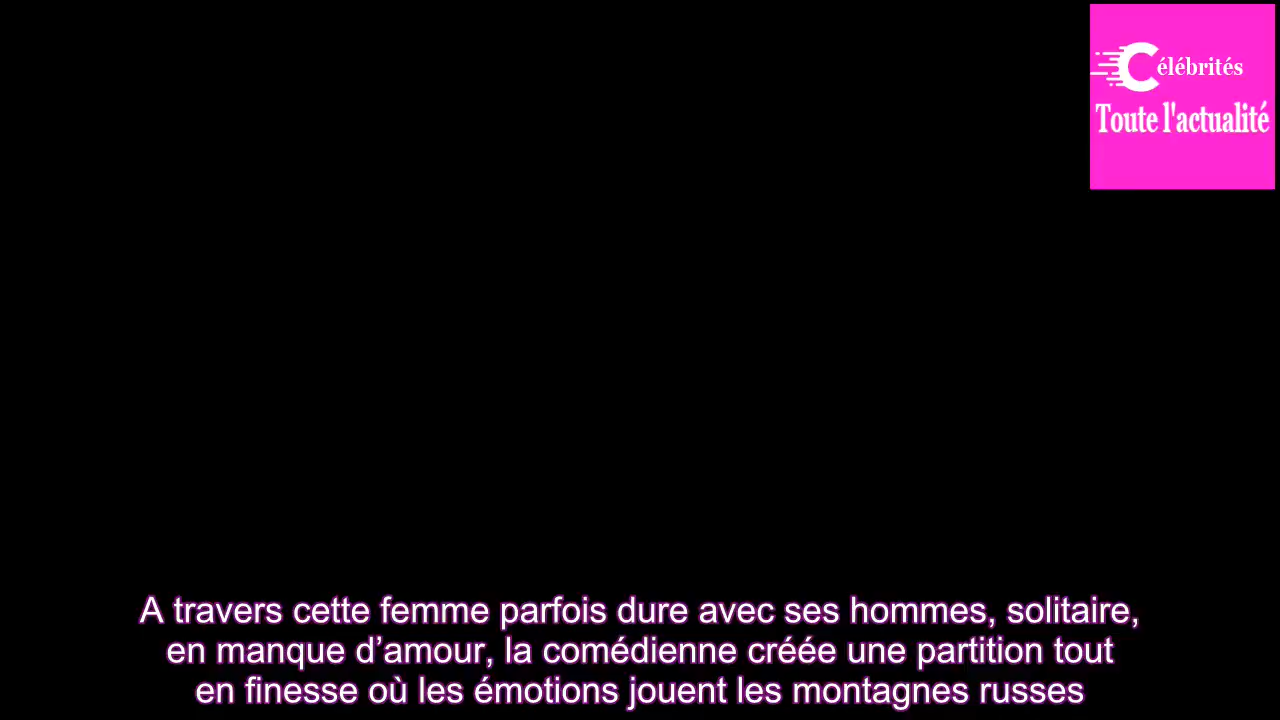 Célébrités
Toute l'actualité
A travers cette femme parfois dure avec ses hommes, solitaire,
en manque d’amour, la comédienne créée une partition tout
en finesse où les émotions jouent les montagnes russes